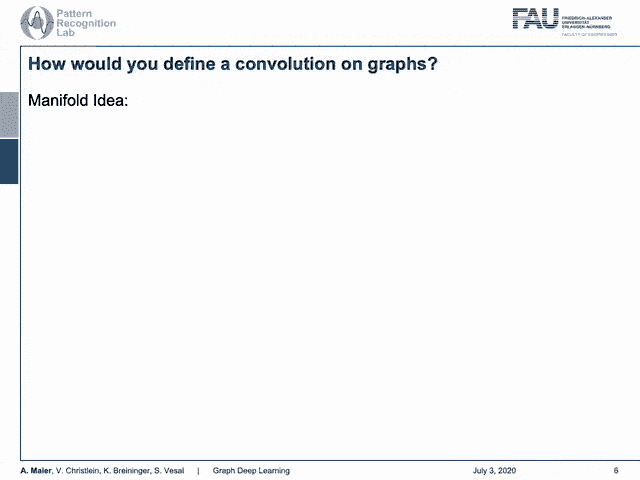 Pattern
Recognition
Lab
FAU
FRIEDRICH-ALEXANDER
UNIVERSITÄT
ERLANGEN-NÜRNBERG
FACULTY OF ENGINEERING
How would you define a convolution on graphs?
Manifold Idea:
A. Maier, V. Christlein, K. Breininger, S. Vesal | Graph Deep Learning July 3, 2020 6